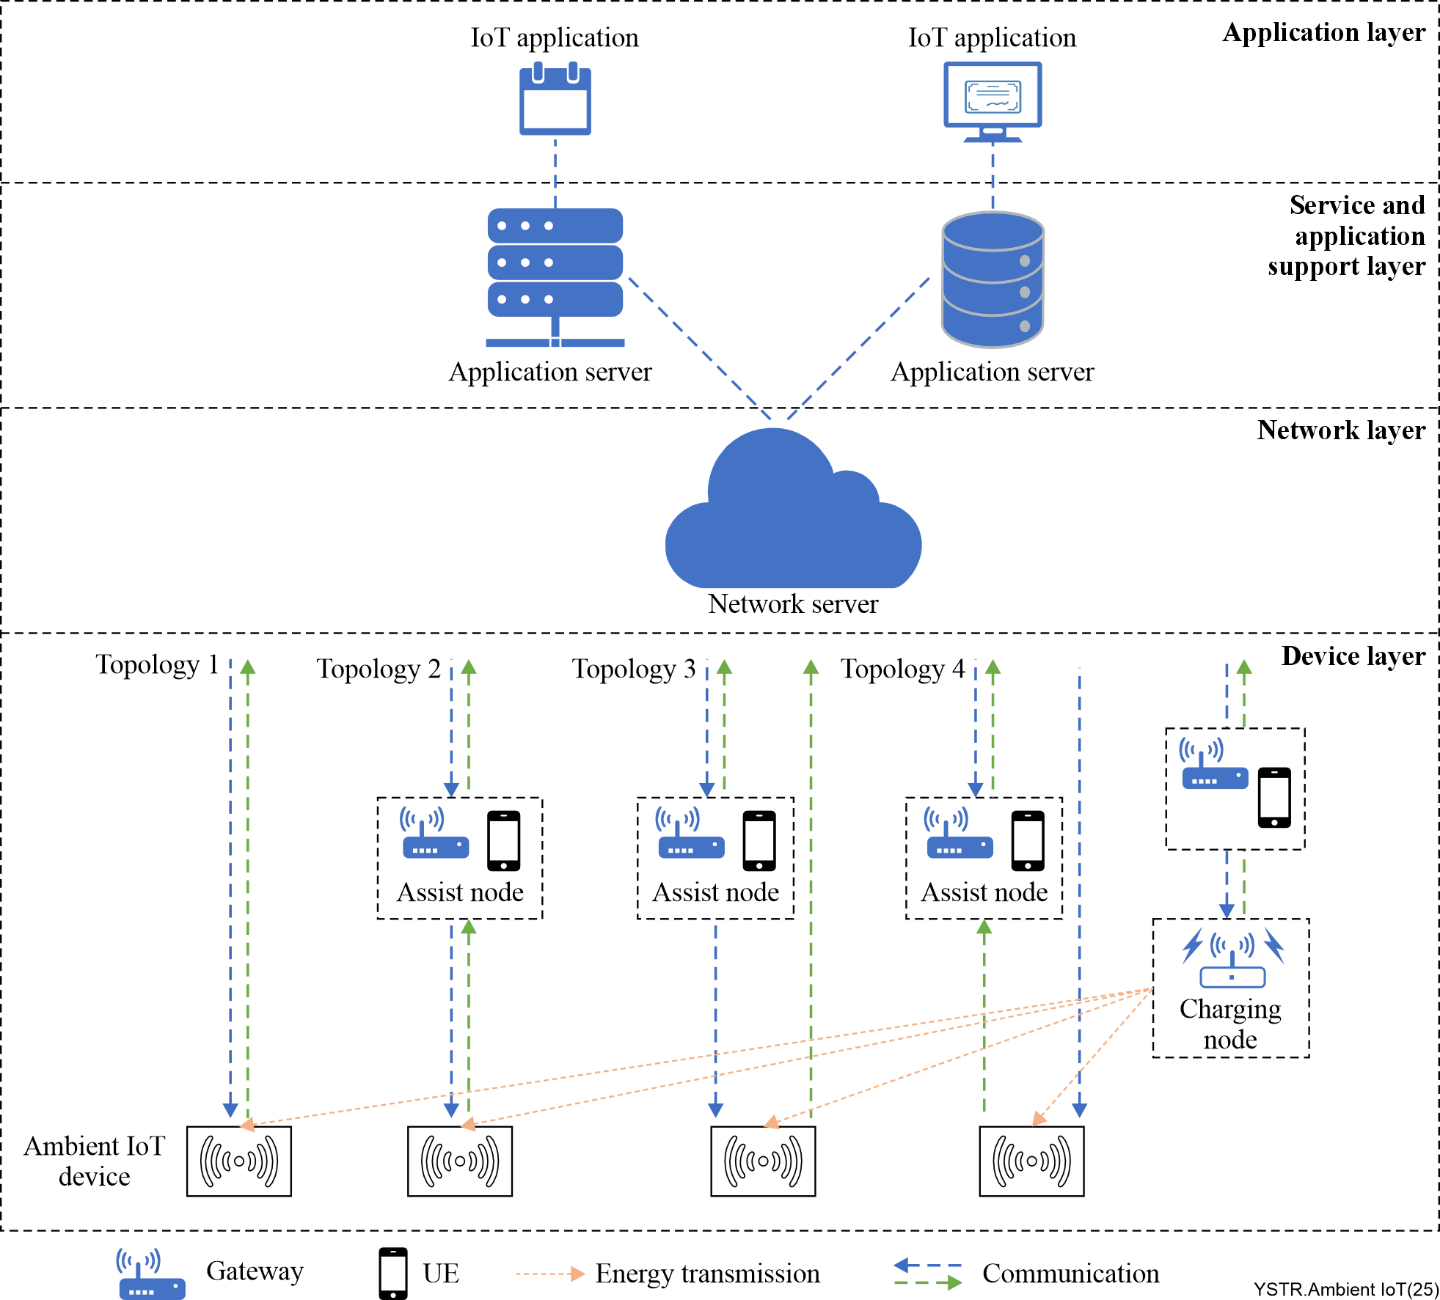 IoT application
IoT application
Application layer
Service and
application
support layer
Application server
Application server
Network layer
Network server
Device layer
Topology 1
Topology 2
Topology 3
Topology 4
Assist node
Assist node
Assist node
Charging
node
Ambient IoT
device
Gateway
UE
Energy transmission
Communication
YSTR.Ambient IoT(25)